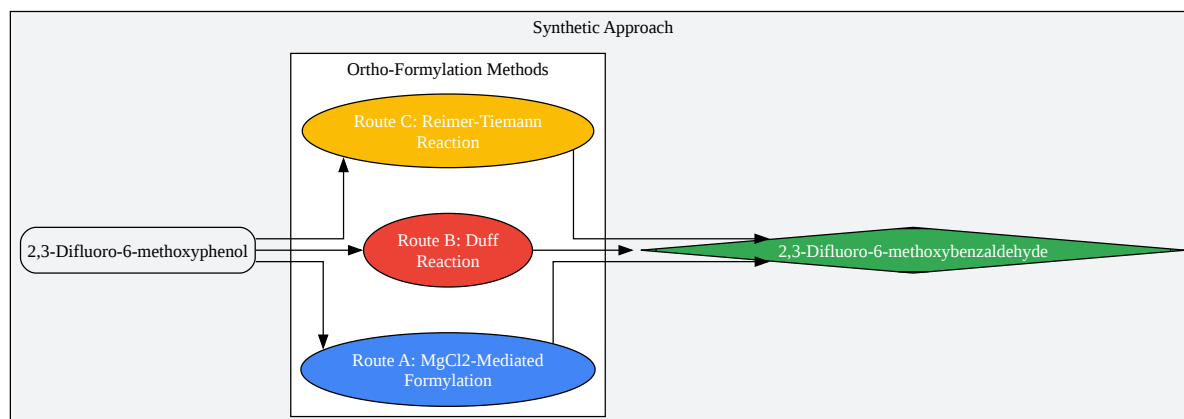 Synthetic Approach
Ortho-Formylation Methods
Route C: Reimer-Tiemann
Reaction
2,3-Difluoro-6-methoxyphenol
Route B: Duff
Reaction
2,3-Difluoro-6-methoxybenzaldehyde
Route A: MgCl2-Mediated
Formylation